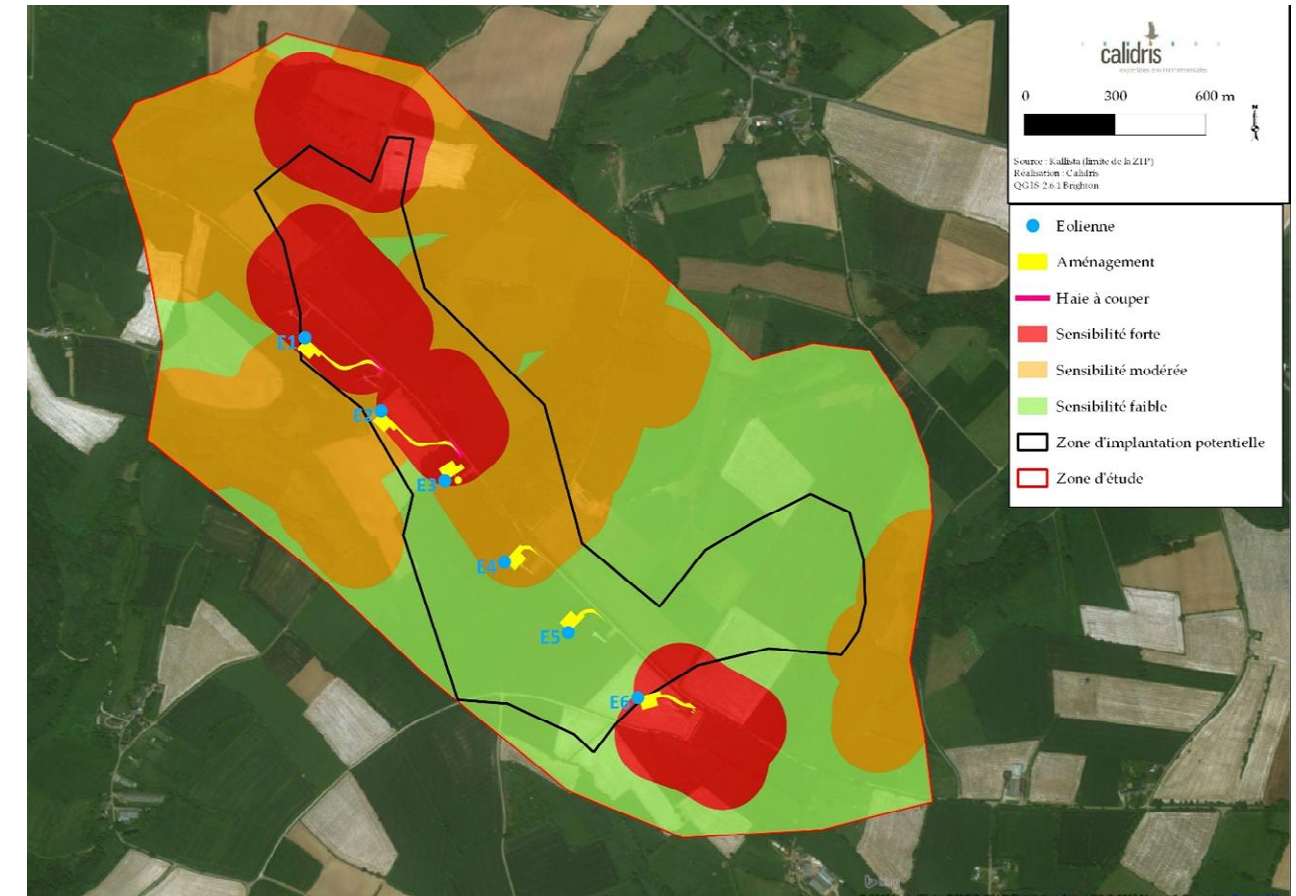 calidris
expertises environnementales
0 300 600 m
N
Source : Kallista (limite de la ZIP)
Réalisation : Calidris
QGIS 2.6.1 Brighton
Eolienne
Aménagement
Haie à couper
Sensibilité forte
Sensibilité modérée
Sensibilité faible
Zone d'implantation potentielle
Zone d'étude
E1
E2
E3
E4
E5
E6
bing